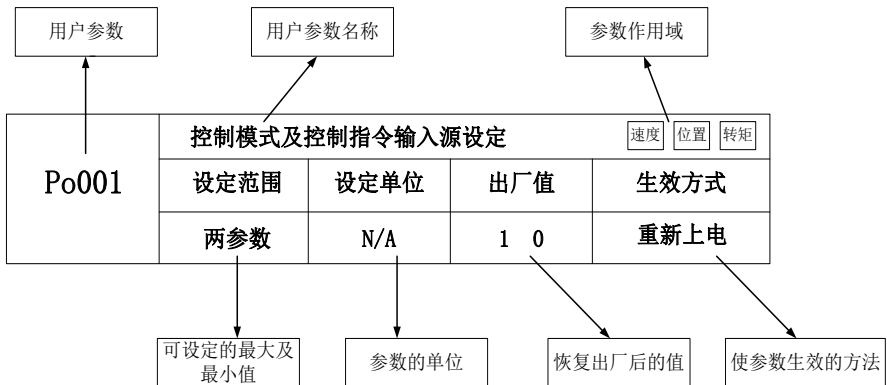 用户参数
用户参数名称
参数作用域
控制模式及控制指令输入源设定
速度 位置 转矩
Po001
设定范围 设定单位 出厂值 生效方式
两参数 N/A 1 0 重新上电
可设定的最大及
最小值
参数的单位
恢复出厂后的值
使参数生效的方法